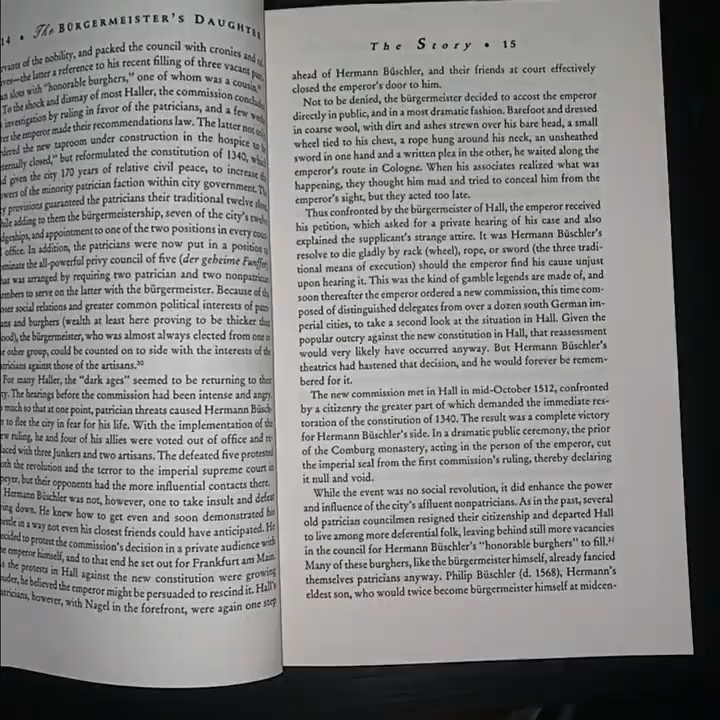 14 • The BÜRGERMEISTER'S DAUGHTER
of the nobility, and packed the council with cronies and
latter a reference to his recent filling of three vacant
slots with "honorable burghers," one of whom was a cousin."
To the shock and dismay of most Haller, the commission concluded
investigation by ruling in favor of the patricians, and a few weeks
the emperor made their recommendations law. The latter not only
the new taproom under construction in the hospice to be
closed," but reformulated the constitution of 1340, which
given the city 170 years of relative civil peace, to increase the
powers of the minority patrician faction within city government. The
provisions guaranteed the patricians their traditional twelve
while adding to them the bürgermeistership, seven of the city's twelve
and appointment to one of the two positions in every
office. In addition, the patricians were now put in a position to
the all-powerful privy council of five (der geheime
was arranged by requiring two patrician and two nonpatrician
members to serve on the latter with the bürgermeister. Because of the
social relations and greater common political interests of
and burghers (wealth at least here proving to be thicker than
the bürgermeister, who was almost always elected from one or
other group, could be counted on to side with the interests of the
patricians against those of the artisans.30
For many Haller, the "dark ages" seemed to be returning to their
The hearings before the commission had been intense and angry,
much so that at one point, patrician threats caused Hermann Büsch-
to flee the city in fear for his life. With the implementation of the
new ruling, he and four of his allies were voted out of office and re-
placed with three Junkers and two artisans. The defeated five protested
both the revolution and the terror to the imperial supreme court in
but their opponents had the more influential contacts there.
Hermann Büschler was not, however, one to take insult and defeat
down. He knew how to get even and soon demonstrated his
in a way not even his closest friends could have anticipated. He
decided to protest the commission's decision in a private audience with
the emperor himself, and to that end he set out for Frankfurt am Main.
the protests in Hall against the new constitution were growing
he believed the emperor might be persuaded to rescind it. Hall's
patricians, however, with Nagel in the forefront, were again one step
The Story • 15
ahead of Hermann Büschler, and their friends at court effectively
closed the emperor's door to him.
Not to be denied, the bürgermeister decided to accost the emperor
directly in public, and in a most dramatic fashion. Barefoot and dressed
in coarse wool, with dirt and ashes strewn over his bare head, a small
wheel tied to his chest, a rope hung around his neck, an unsheathed
sword in one hand and a written plea in the other, he waited along the
emperor's route in Cologne. When his associates realized what was
happening, they thought him mad and tried to conceal him from the
emperor's sight, but they acted too late.
Thus confronted by the bürgermeister of Hall, the emperor received
his petition, which asked for a private hearing of his case and also
explained the supplicant's strange attire. It was Hermann Büschler's
resolve to die gladly by rack (wheel), rope, or sword (the three tradi-
tional means of execution) should the emperor find his cause unjust
upon hearing it. This was the kind of gamble legends are made of, and
soon thereafter the emperor ordered a new commission, this time com-
posed of distinguished delegates from over a dozen south German im-
perial cities, to take a second look at the situation in Hall. Given the
popular outcry against the new constitution in Hall, that reassessment
would very likely have occurred anyway. But Hermann Büschler's
theatrics had hastened that decision, and he would forever be remem-
bered for it.
The new commission met in Hall in mid-October 1512, confronted
by a citizenry the greater part of which demanded the immediate res-
toration of the constitution of 1340. The result was a complete victory
for Hermann Büschler's side. In a dramatic public ceremony, the prior
of the Comburg monastery, acting in the person of the emperor, cut
the imperial seal from the first commission's ruling, thereby declaring
it null and void.
While the event was no social revolution, it did enhance the power
and influence of the city's affluent nonpatricians. As in the past, several
old patrician councilmen resigned their citizenship and departed Hall
to live among more deferential folk, leaving behind still more vacancies
in the council for Hermann Büschler's "honorable burghers" to fill.31
Many of these burghers, like the bürgermeister himself, already fancied
themselves patricians anyway. Philip Büschler (d. 1568), Hermann's
eldest son, who would twice become bürgermeister himself at midcen-